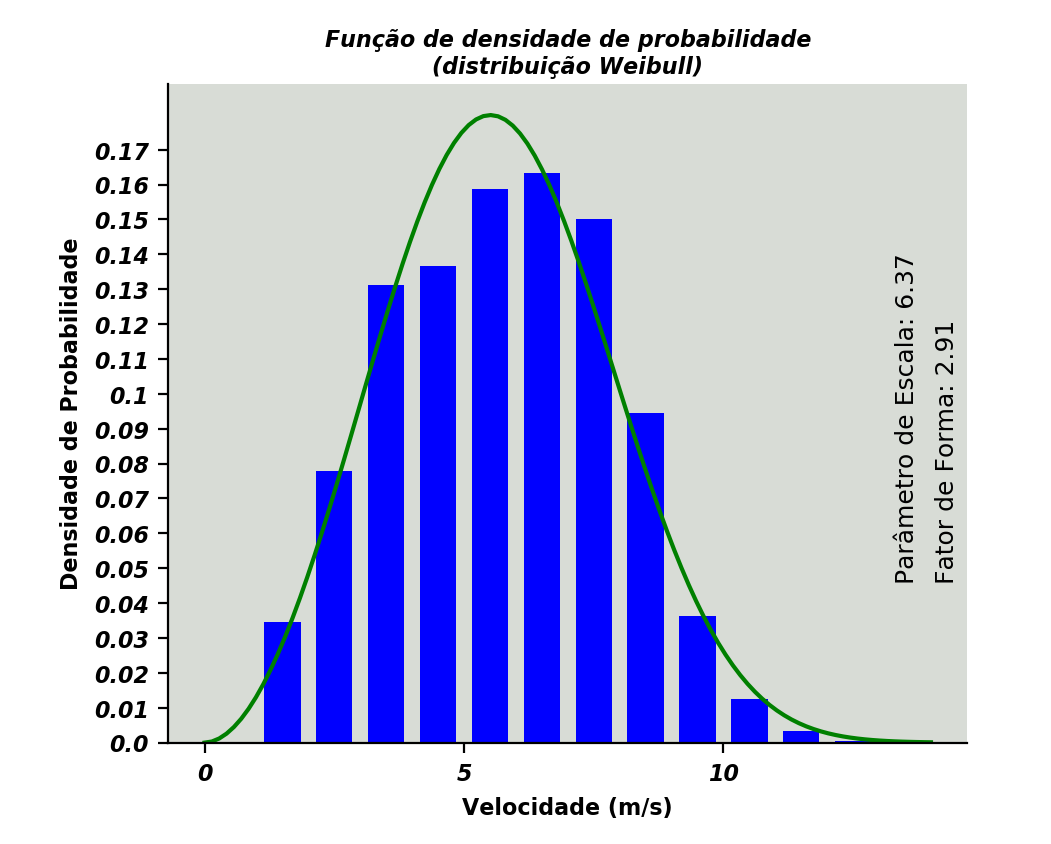 Função de densidade de probabilidade
(distribuição Weibull)
Densidade de Probabilidade
0.17
0.16
0.15
0.14
0.13
0.12
0.11
0.1
0.09
0.08
0.07
0.06
0.05
0.04
0.03
0.02
0.01
0.0
Parâmetro de Escala: 6.37
Fator de Forma: 2.91
0 5 10
Velocidade (m/s)